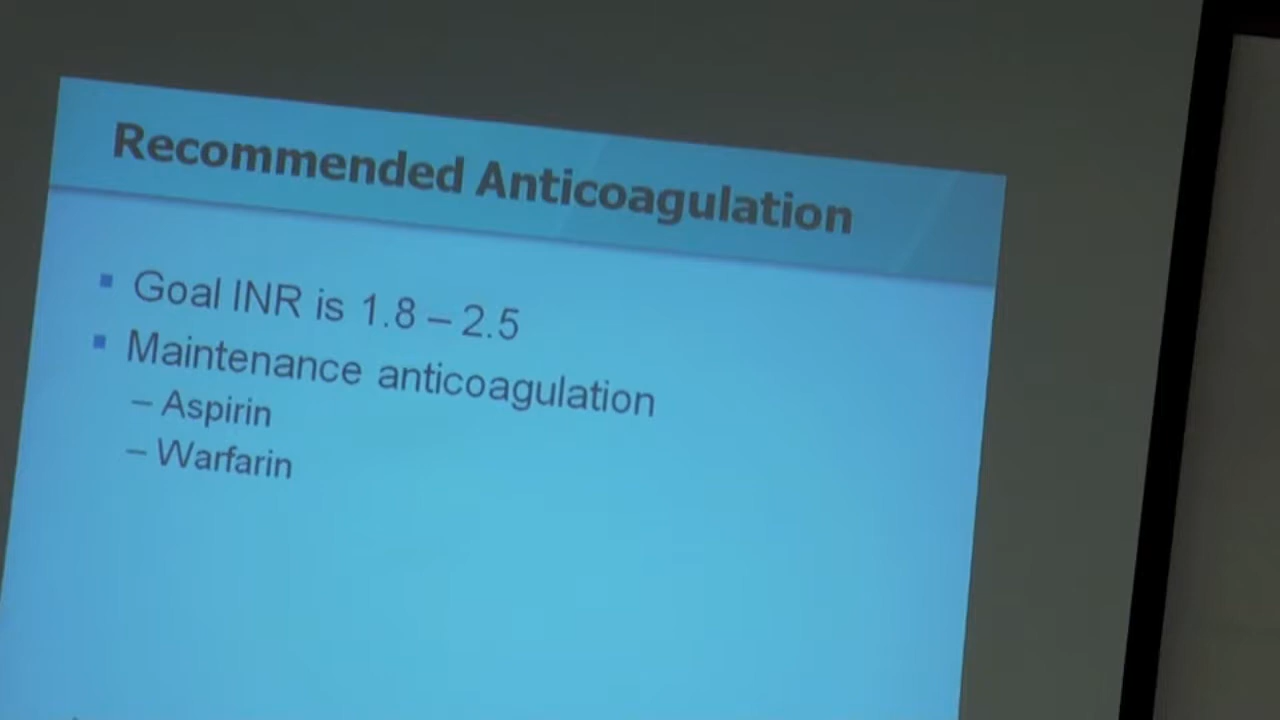 Recommended Anticoagulation
Goal INR is 1.8 – 2.5
Maintenance anticoagulation
– Aspirin
– Warfarin